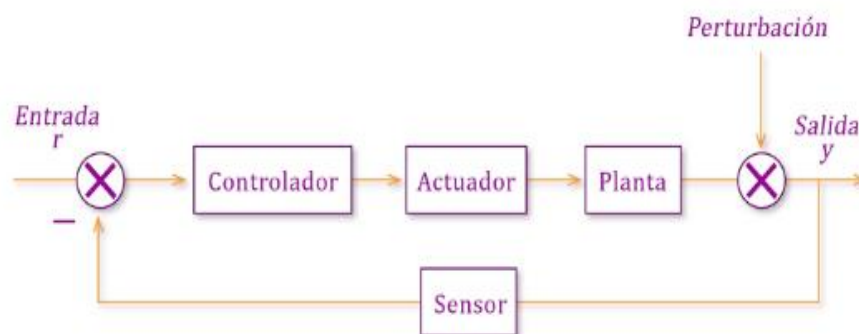 Perturbación
Entrada
r
Salida
y
Controlador
Actuador
Planta
−
Sensor